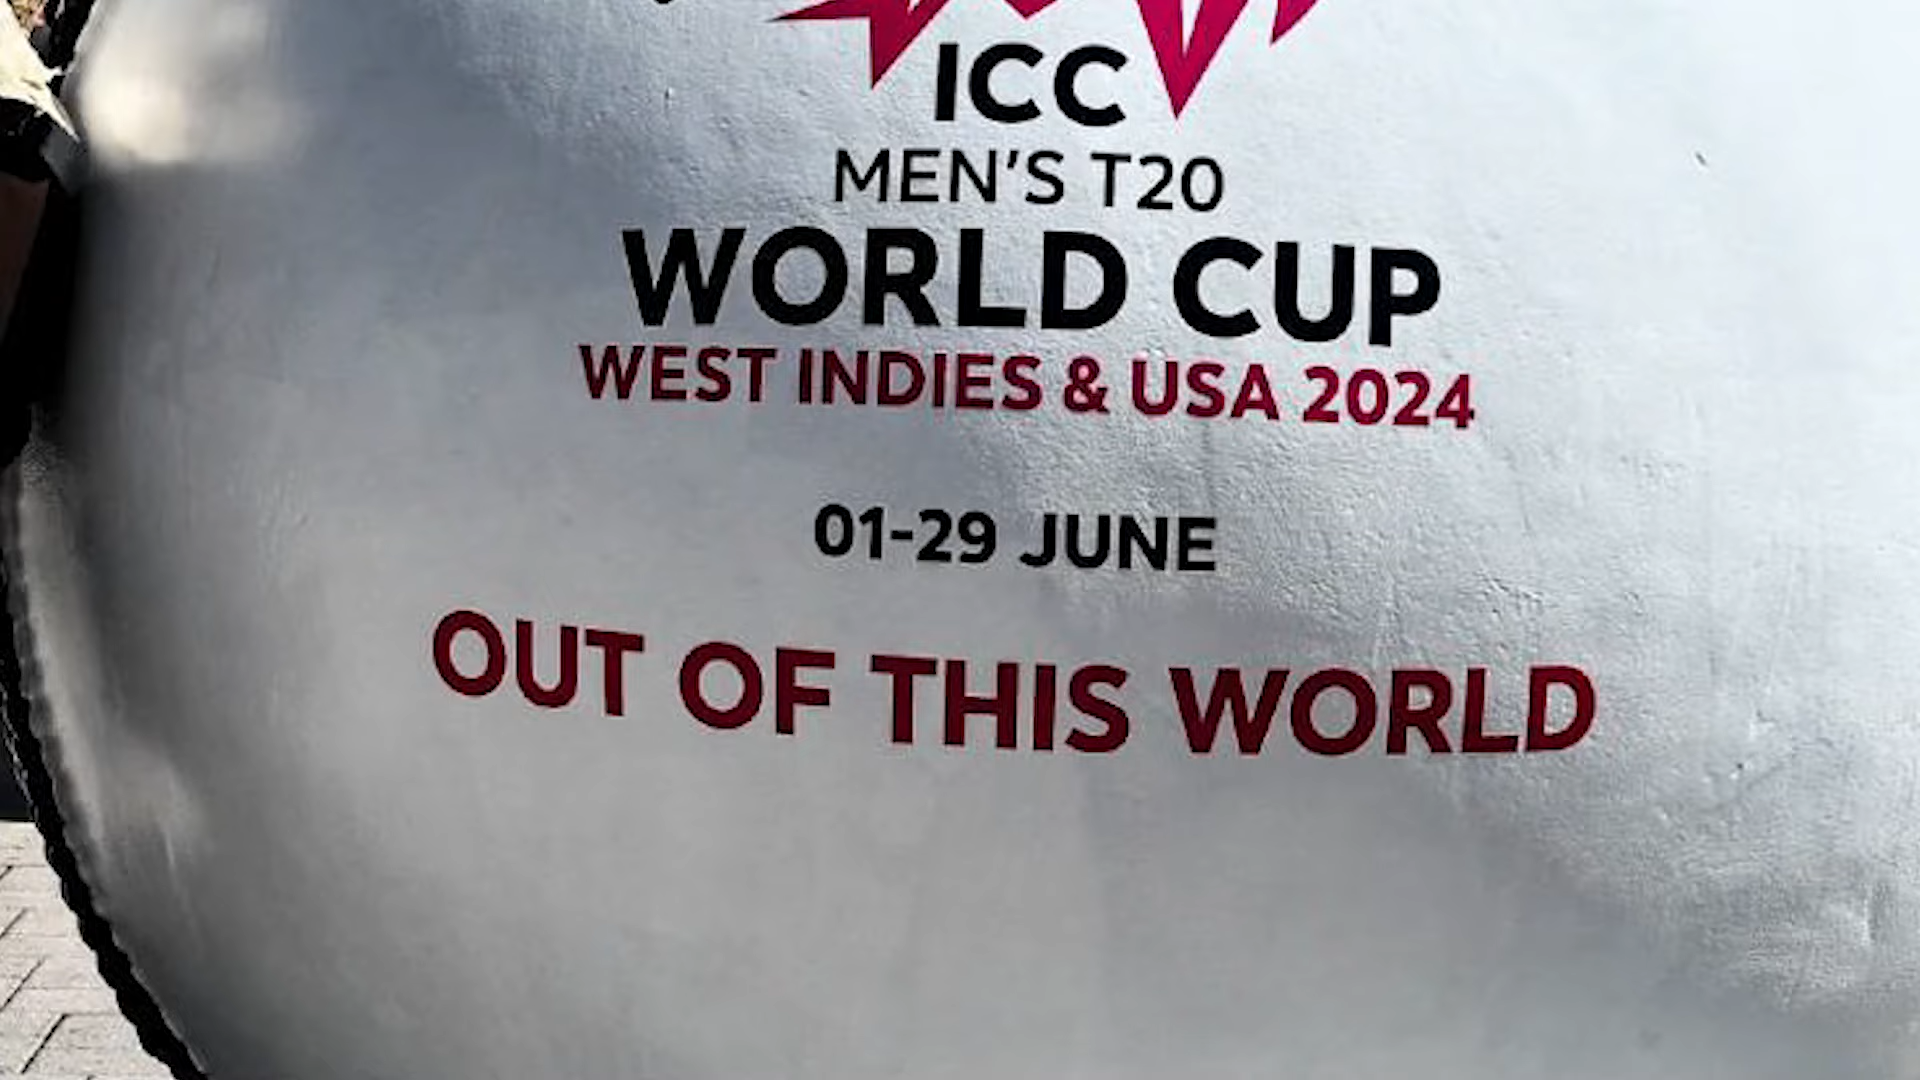 ICC
MEN'S T20
WORLD CUP
WEST INDIES & USA 2024
01-29 JUNE
OUT OF THIS WORLD